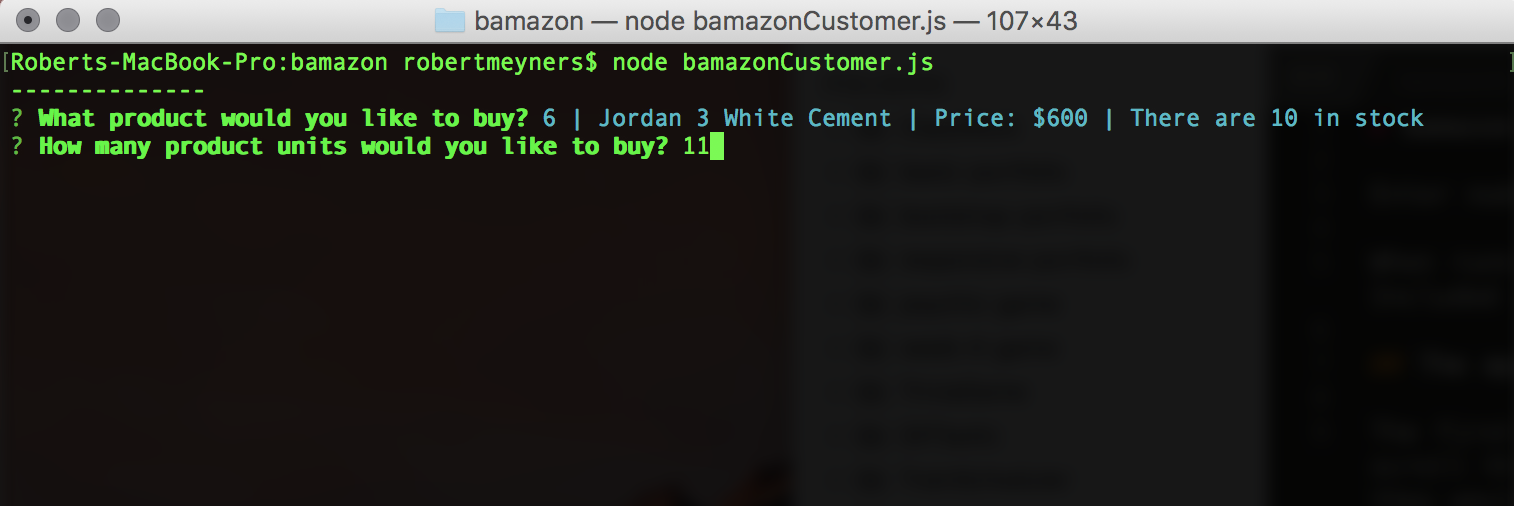 bamazon — node bamazonCustomer.js — 107×43
[Roberts-MacBook-Pro:bamazon robertmeyners$ node bamazonCustomer.js ]
--------------
? What product would you like to buy? 6 | Jordan 3 White Cement | Price: $600 | There are 10 in stock
? How many product units would you like to buy? 11